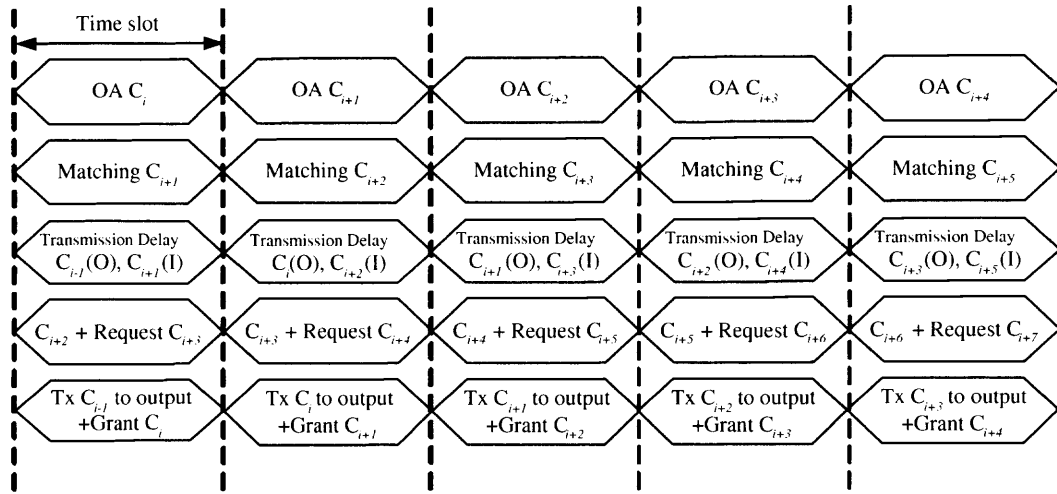 Time slot
OA C_i
OA C_{i+1}
OA C_{i+2}
OA C_{i+3}
OA C_{i+4}
Matching C_{i+1}
Matching C_{i+2}
Matching C_{i+3}
Matching C_{i+4}
Matching C_{i+5}
Transmission Delay
C_{i-1}(O), C_{i+1}(I)
Transmission Delay
C_i(O), C_{i+2}(I)
Transmission Delay
C_{i+1}(O), C_{i+3}(I)
Transmission Delay
C_{i+2}(O), C_{i+4}(I)
Transmission Delay
C_{i+3}(O), C_{i+5}(I)
C_{i+2} + Request C_{i+3}
C_{i+3} + Request C_{i+4}
C_{i+4} + Request C_{i+5}
C_{i+5} + Request C_{i+6}
C_{i+6} + Request C_{i+7}
Tx C_{i-1} to output
+Grant C_i
Tx C_i to output
+Grant C_{i+1}
Tx C_{i+1} to output
+Grant C_{i+2}
Tx C_{i+2} to output
+Grant C_{i+3}
Tx C_{i+3} to output
+Grant C_{i+4}